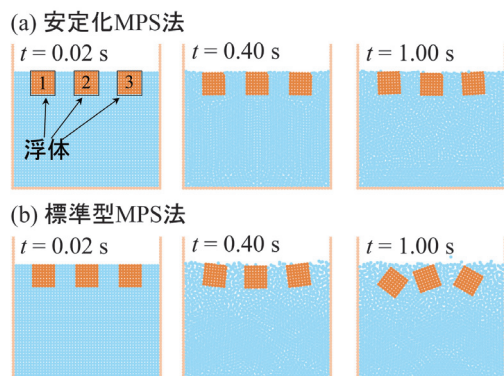 (a) 安定化MPS法
t = 0.02 s
t = 0.40 s
t = 1.00 s
1
2
3
浮体
(b) 標準型MPS法
t = 0.02 s
t = 0.40 s
t = 1.00 s